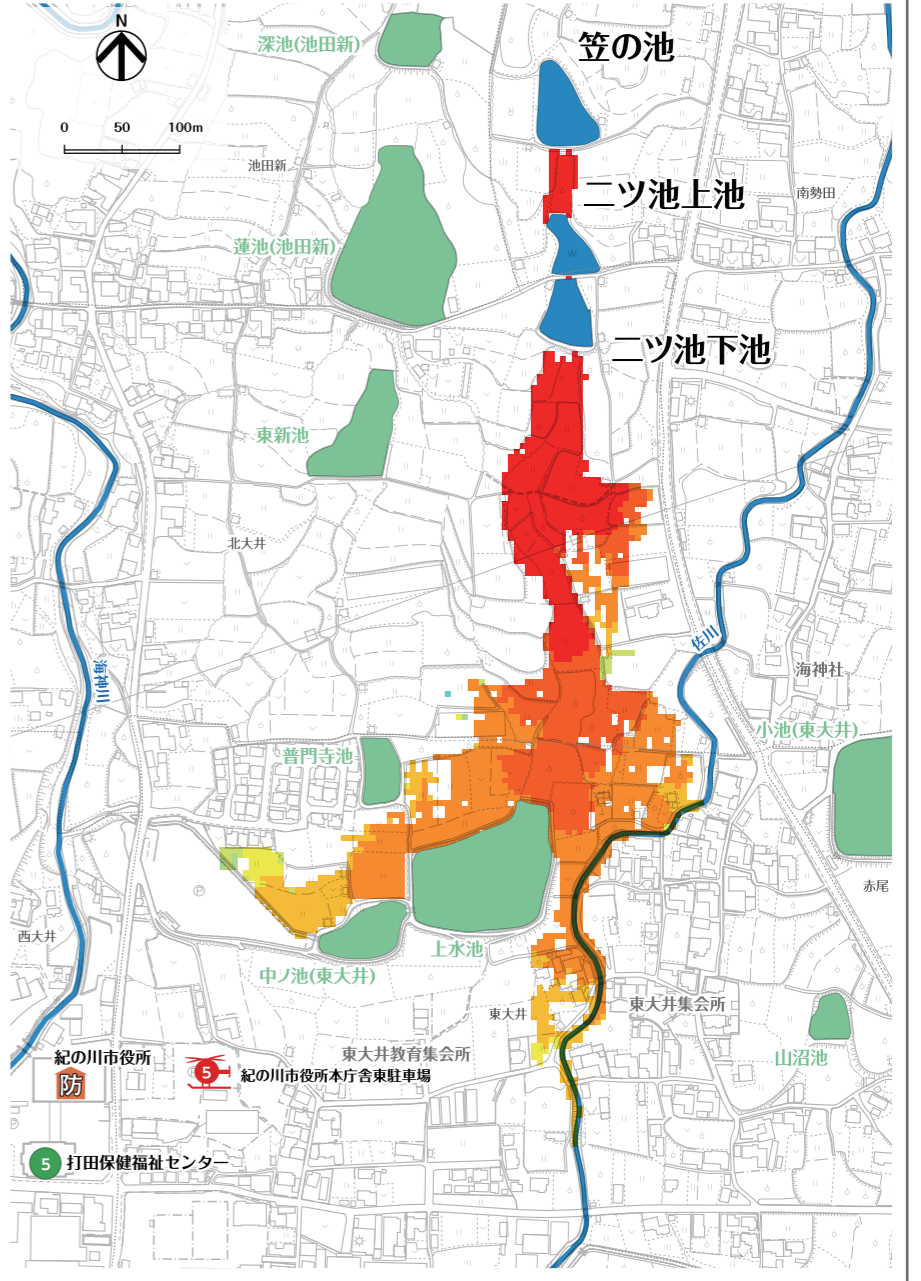 N
0 50 100m
深池(池田新)
笠の池
池田新
二ツ池上池
南勢田
蓮池(池田新)
W
二ツ池下池
東新池
北大井
佐川
海神川
海神社
小池(東大井)
普門寺池
P
赤尾
西大井
上水池
中ノ池(東大井)
東大井
東大井集会所
東大井教育集会所
山沼池
紀の川市役所
防
5 紀の川市役所本庁舎東駐車場
5 打田保健福祉センター